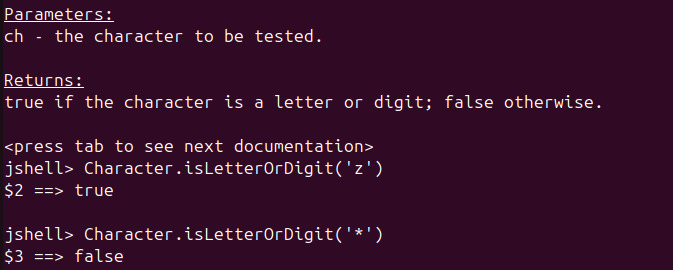 Parameters:
ch - the character to be tested.
Returns:
true if the character is a letter or digit; false otherwise.
<press tab to see next documentation>
jshell> Character.isLetterOrDigit('z')
$2 ==> true
jshell> Character.isLetterOrDigit('*')
$3 ==> false